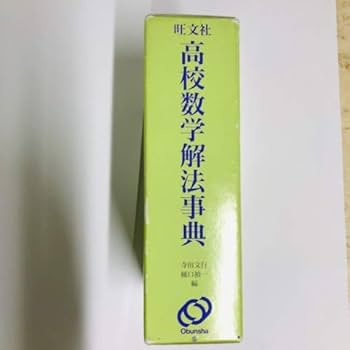 旺文社
高校数学解法事典
寺田文行
樋口禎一
編
Obunsha